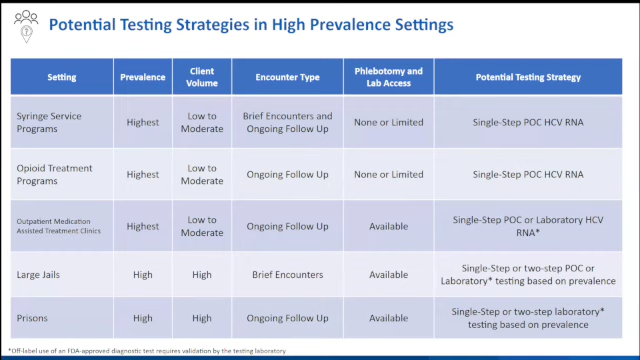 Potential Testing Strategies in High Prevalence Settings
Setting
Prevalence
Client
Volume
Encounter Type
Phlebotomy and
Lab Access
Potential Testing Strategy
Syringe Service
Programs
Highest
Low to
Moderate
Brief Encounters and
Ongoing Follow Up
None or Limited
Single-Step POC HCV RNA
Opioid Treatment
Programs
Highest
Low to
Moderate
Ongoing Follow Up
None or Limited
Single-Step POC HCV RNA
Outpatient Medication
Assisted Treatment Clinics
Highest
Low to
Moderate
Ongoing Follow Up
Available
Single-Step POC or Laboratory HCV
RNA*
Large Jails
High
High
Brief Encounters
Available
Single-Step or two-step POC or
Laboratory* testing based on prevalence
Prisons
High
High
Ongoing Follow Up
Available
Single-Step or two-step laboratory*
testing based on prevalence
*Off-label use of an FDA-approved diagnostic test requires validation by the testing laboratory